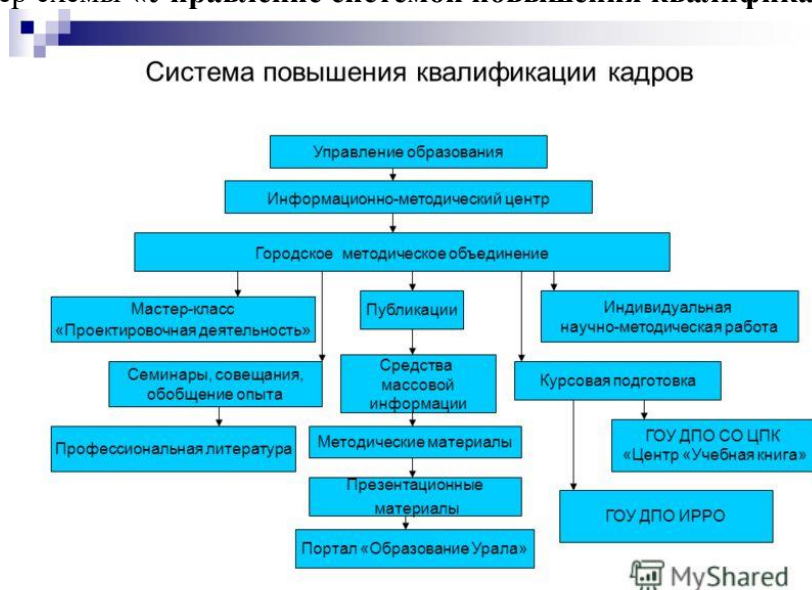 Система повышения квалификации кадров
Управление образования
Информационно-методический центр
Городское методическое объединение
Мастер-класс
«Проектировочная деятельность»
Публикации
Индивидуальная
научно-методическая работа
Семинары, совещания,
обобщение опыта
Средства
массовой
информации
Курсовая подготовка
Профессиональная литература
Методические материалы
ГОУ ДПО СО ЦПК
«Центр «Учебная книга»
Презентационные
материалы
ГОУ ДПО ИРРО
Портал «Образование Урала»
MyShared